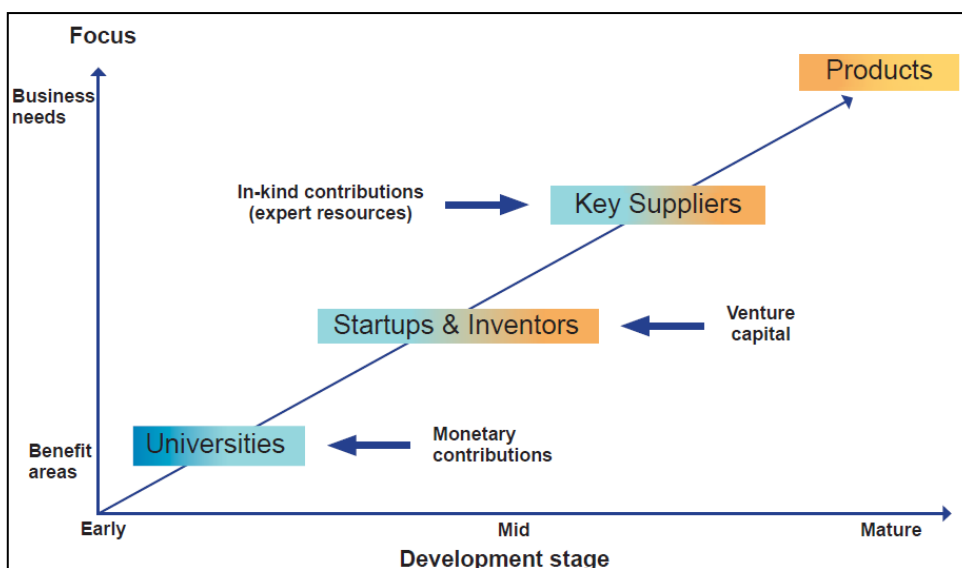 Focus
Products
Business
needs
In-kind contributions
(expert resources)
Key Suppliers
Startups & Inventors
Venture
capital
Universities
Monetary
contributions
Benefit
areas
Early
Mid
Mature
Development stage